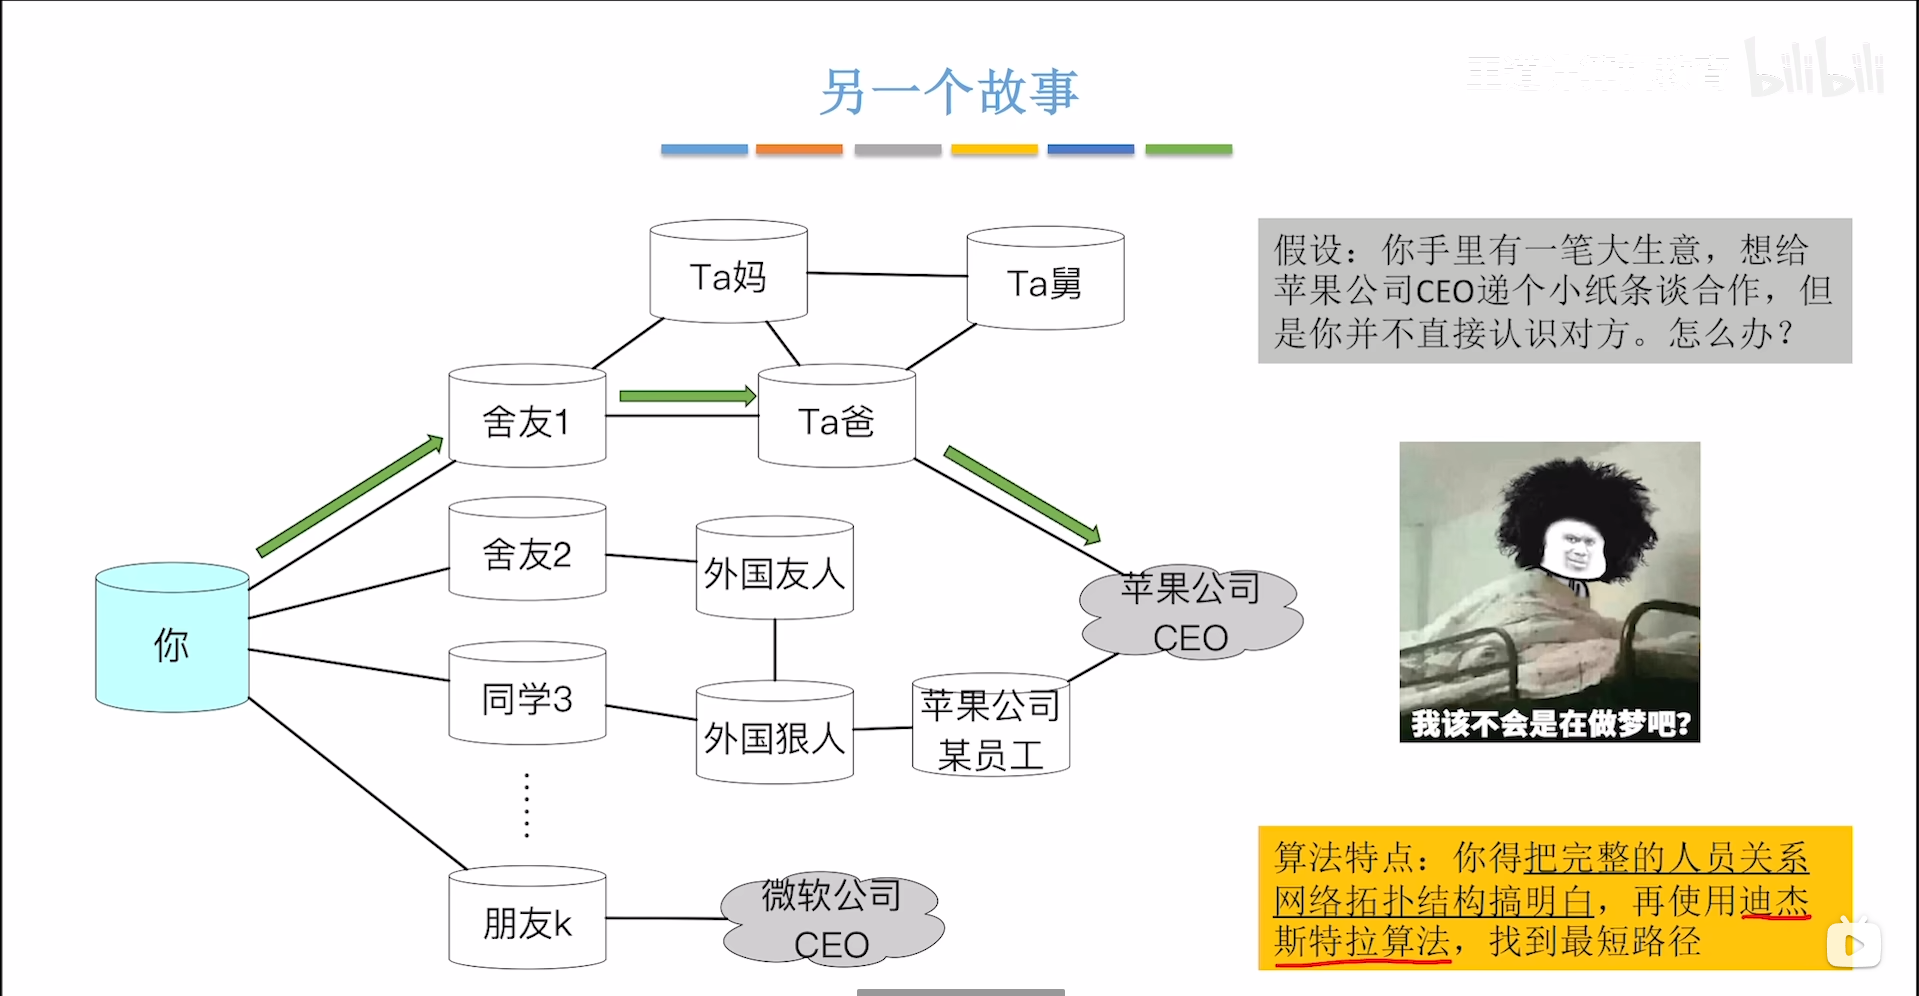 另一个故事
bilibili
Ta妈
Ta舅
假设：你手里有一笔大生意，想给
苹果公司CEO递个小纸条谈合作，但
是你并不直接认识对方。怎么办？
舍友1
Ta爸
舍友2
外国友人
你
苹果公司
CEO
同学3
外国狠人
苹果公司
某员工
我该不会是在做梦吧？
朋友k
微软公司
CEO
算法特点：你得把完整的人员关系
网络拓扑结构搞明白，再使用迪杰
斯特拉算法，找到最短路径